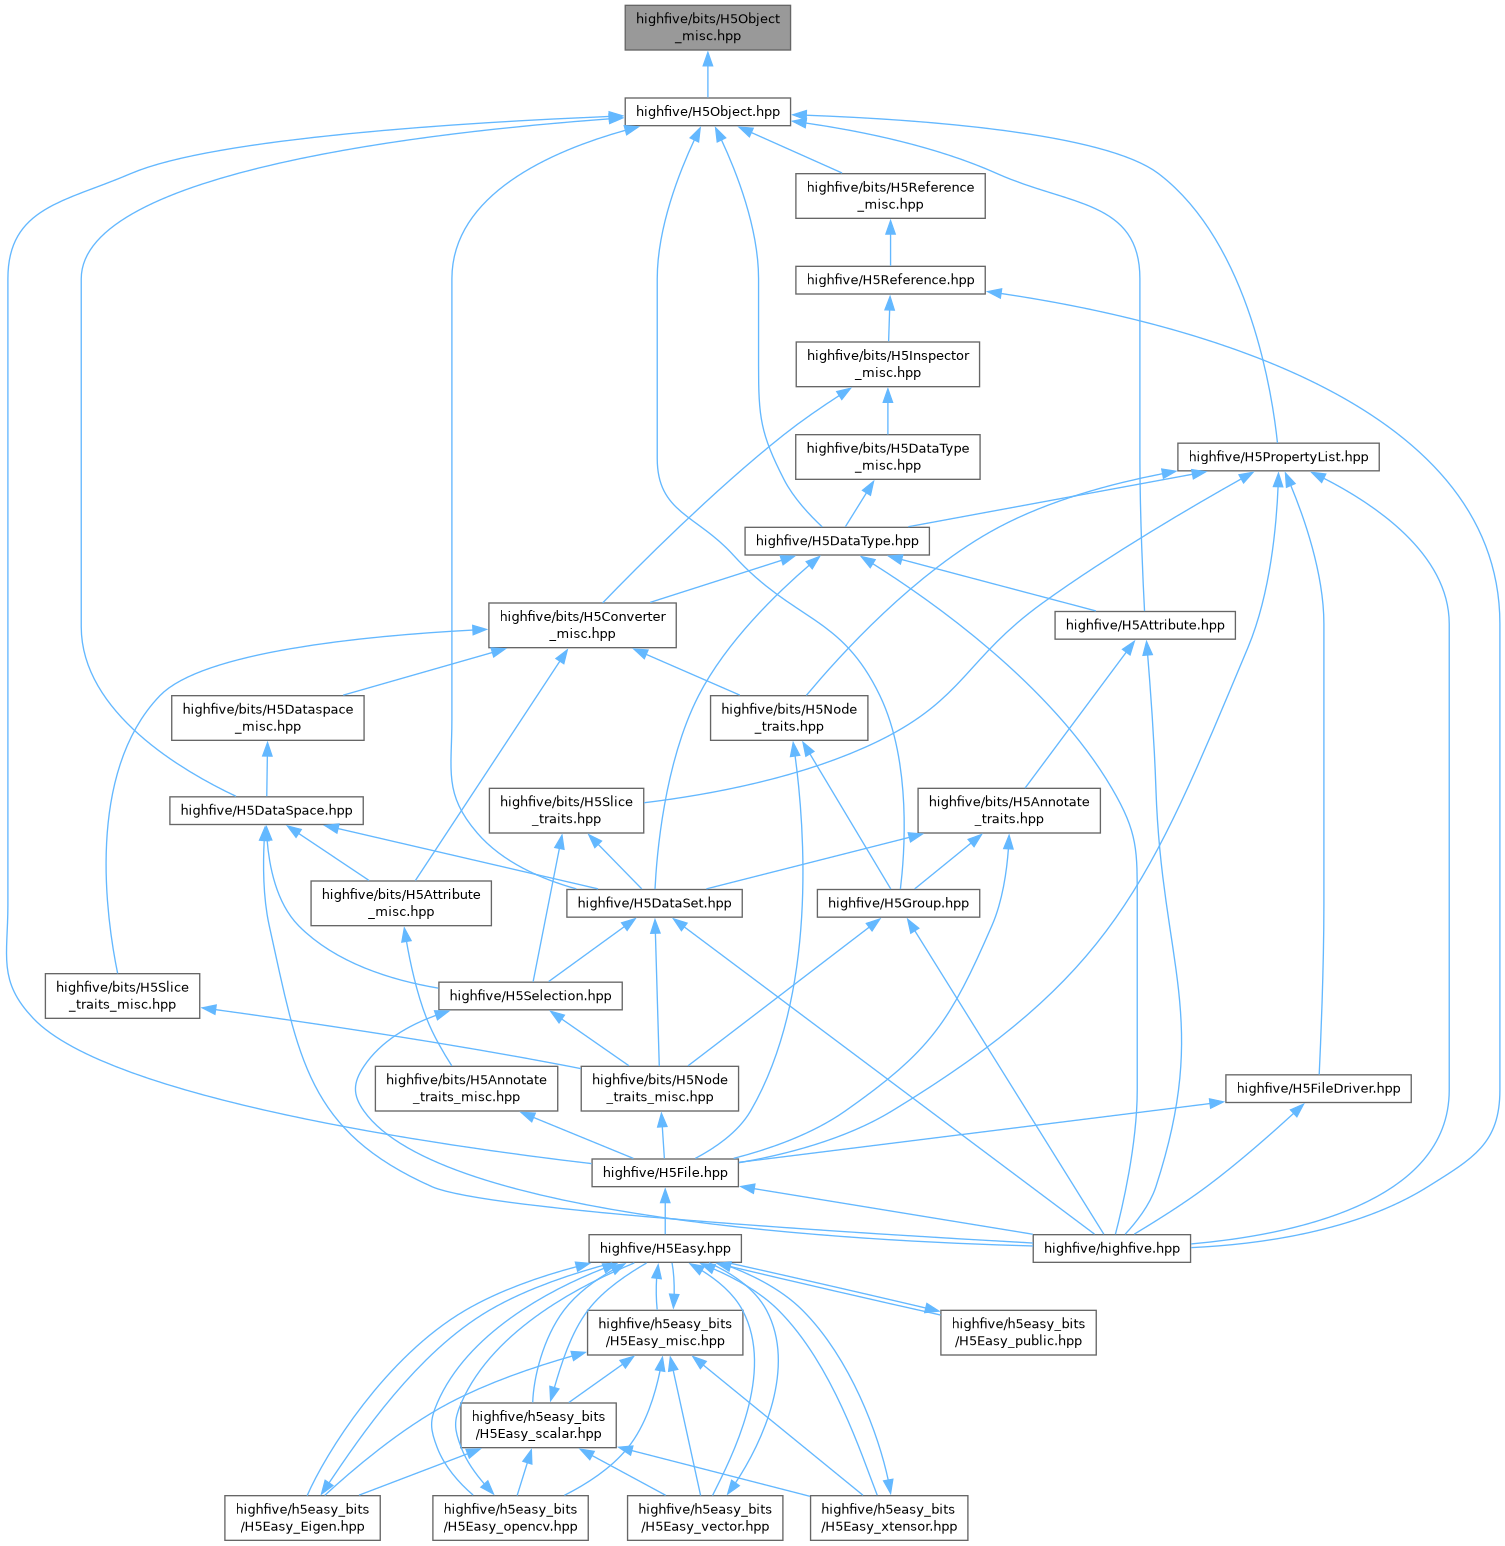 highfive/bits/H5Object
_misc.hpp
highfive/H5Object.hpp
highfive/bits/H5Reference
_misc.hpp
highfive/H5Reference.hpp
highfive/bits/H5Inspector
_misc.hpp
highfive/bits/H5DataType
_misc.hpp
highfive/H5PropertyList.hpp
highfive/H5DataType.hpp
highfive/bits/H5Converter
_misc.hpp
highfive/H5Attribute.hpp
highfive/bits/H5Dataspace
_misc.hpp
highfive/bits/H5Node
_traits.hpp
highfive/H5DataSpace.hpp
highfive/bits/H5Slice
_traits.hpp
highfive/bits/H5Annotate
_traits.hpp
highfive/bits/H5Attribute
_misc.hpp
highfive/H5DataSet.hpp
highfive/H5Group.hpp
highfive/bits/H5Slice
_traits_misc.hpp
highfive/H5Selection.hpp
highfive/bits/H5Annotate
_traits_misc.hpp
highfive/bits/H5Node
_traits_misc.hpp
highfive/H5FileDriver.hpp
highfive/H5File.hpp
highfive/H5Easy.hpp
highfive/highfive.hpp
highfive/h5easy_bits
/H5Easy_misc.hpp
highfive/h5easy_bits
/H5Easy_public.hpp
highfive/h5easy_bits
/H5Easy_scalar.hpp
highfive/h5easy_bits
/H5Easy_Eigen.hpp
highfive/h5easy_bits
/H5Easy_opencv.hpp
highfive/h5easy_bits
/H5Easy_vector.hpp
highfive/h5easy_bits
/H5Easy_xtensor.hpp